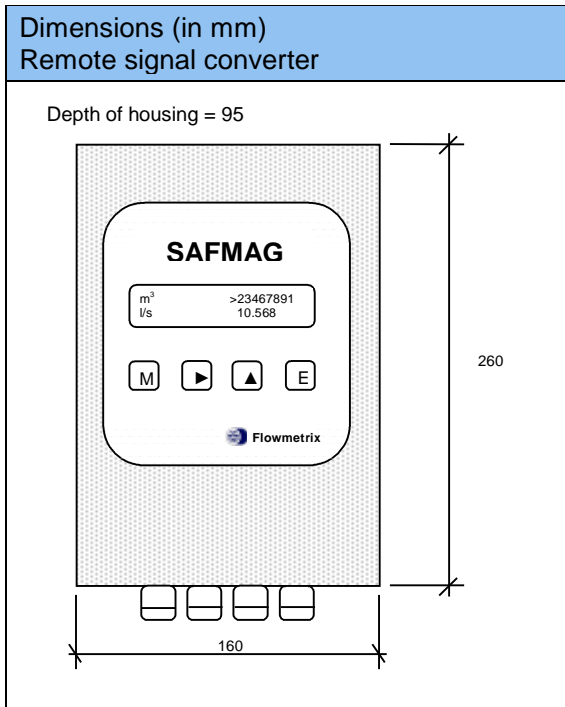 Dimensions (in mm)
Remote signal converter
Depth of housing = 95
SAFMAG
m³ >23467891
l/s 10.568
M ► ▲ E
Flowmetrix
260
160